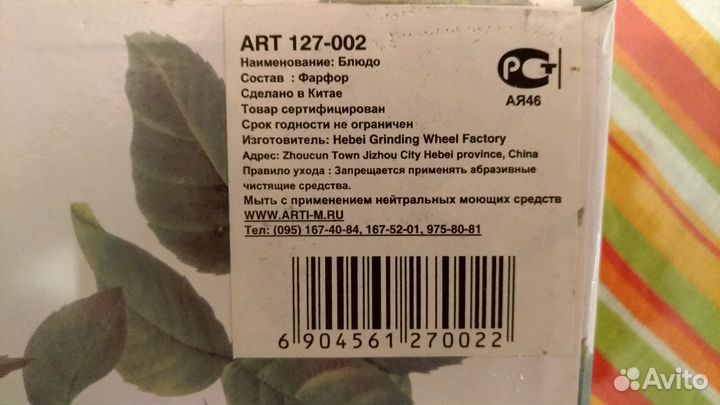 ART 127-002
Наименование: Блюдо
Состав : Фарфор
Сделано в Китае
Товар сертифицирован
Срок годности не ограничен
Изготовитель: Hebei Grinding Wheel Factory
Адрес: Zhoucun Town Jizhou City Hebei province, China
Правило ухода : Запрещается применять абразивные
чистящие средства.
Мыть с применением нейтральных моющих средств
WWW.ARTI-M.RU
Тел: (095) 167-40-84, 167-52-01, 975-80-81
РСТ
АЯ46
6 904561 270022
Avito